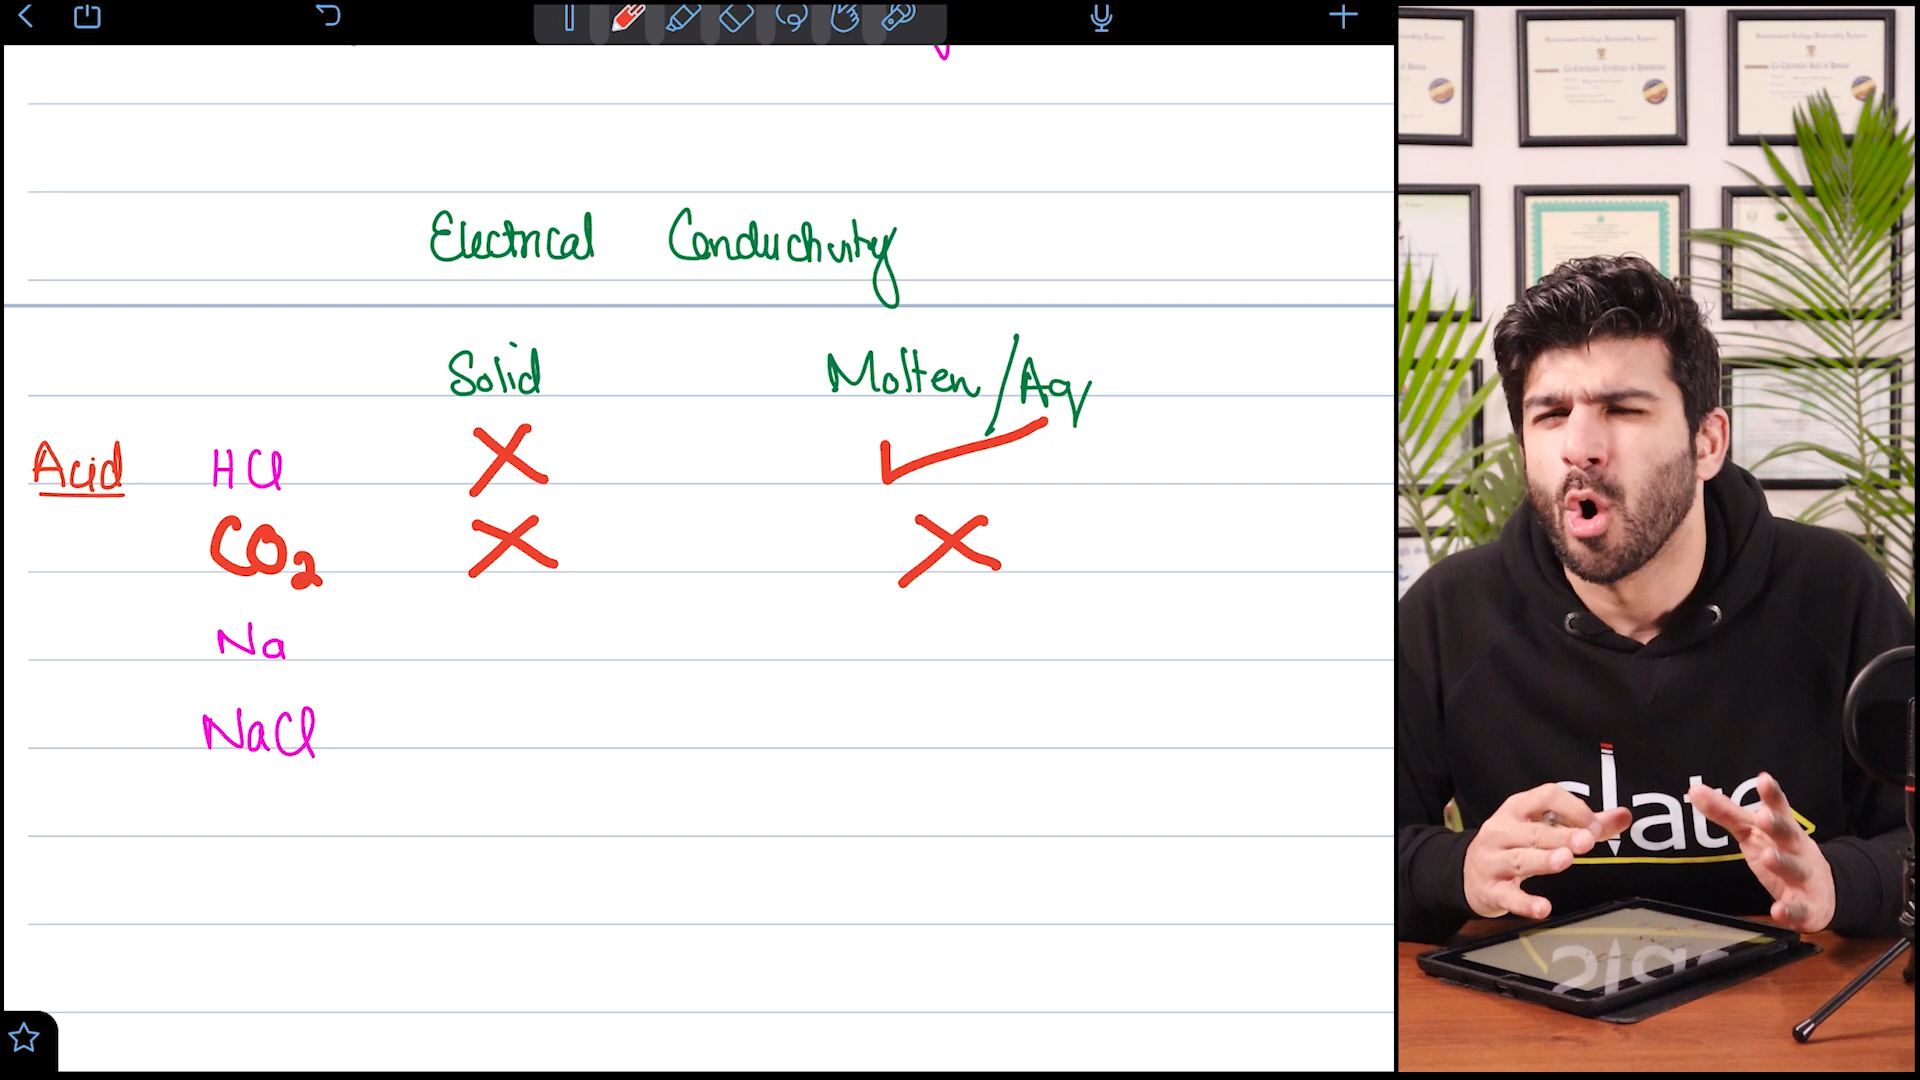 Electrical Conductivity
Solid Molten/Aq
Acid HCl
CO2
Na
NaCl
slate